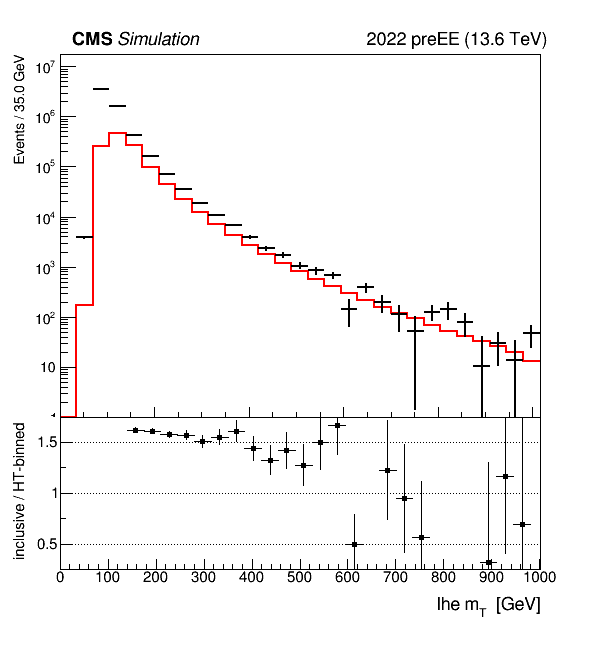 CMS Simulation 2022 preEE (13.6 TeV)
Events / 35.0 GeV
10^7
10^6
10^5
10^4
10^3
10^2
10
inclusive / HT-binned
1.5
1
0.5
0 100 200 300 400 500 600 700 800 900 1000
lhe m_T [GeV]